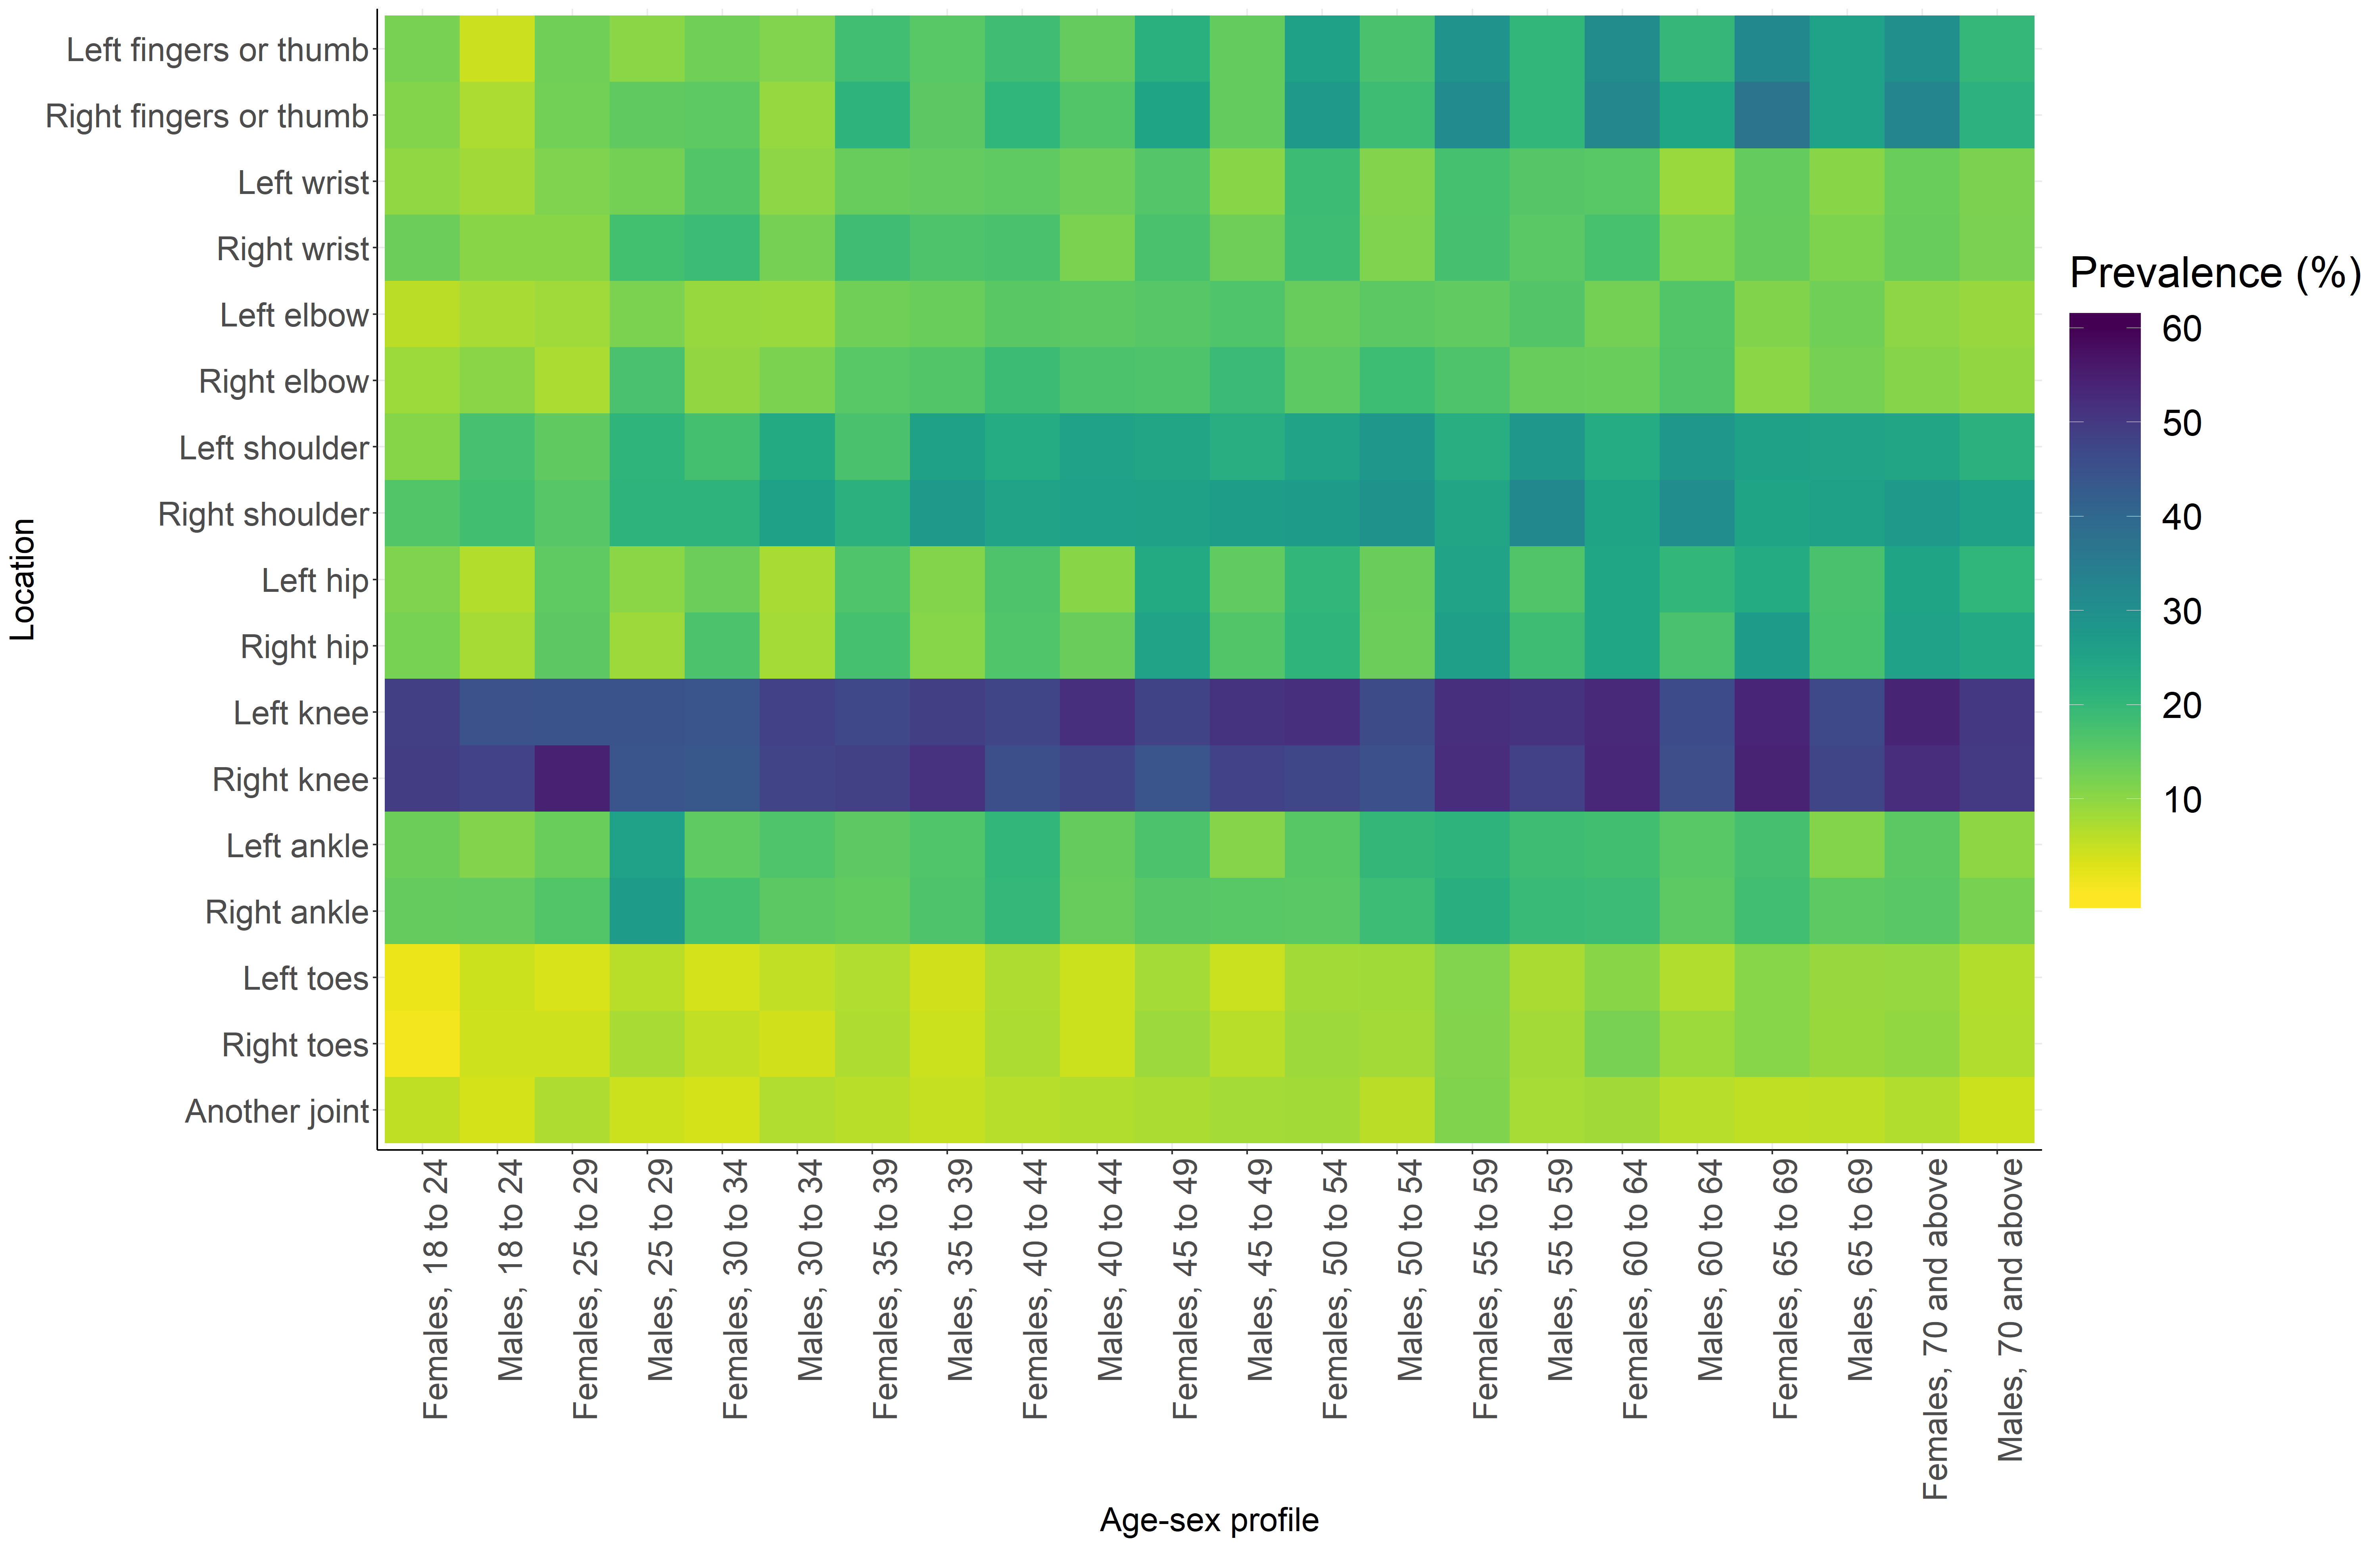 Left fingers or thumb
Right fingers or thumb
Left wrist
Right wrist
Left elbow
Right elbow
Left shoulder
Right shoulder
Left hip
Right hip
Left knee
Right knee
Left ankle
Right ankle
Left toes
Right toes
Another joint
Location
Females, 18 to 24
Males, 18 to 24
Females, 25 to 29
Males, 25 to 29
Females, 30 to 34
Males, 30 to 34
Females, 35 to 39
Males, 35 to 39
Females, 40 to 44
Males, 40 to 44
Females, 45 to 49
Males, 45 to 49
Females, 50 to 54
Males, 50 to 54
Females, 55 to 59
Males, 55 to 59
Females, 60 to 64
Males, 60 to 64
Females, 65 to 69
Males, 65 to 69
Females, 70 and above
Males, 70 and above
Age-sex profile
Prevalence (%)
60
50
40
30
20
10